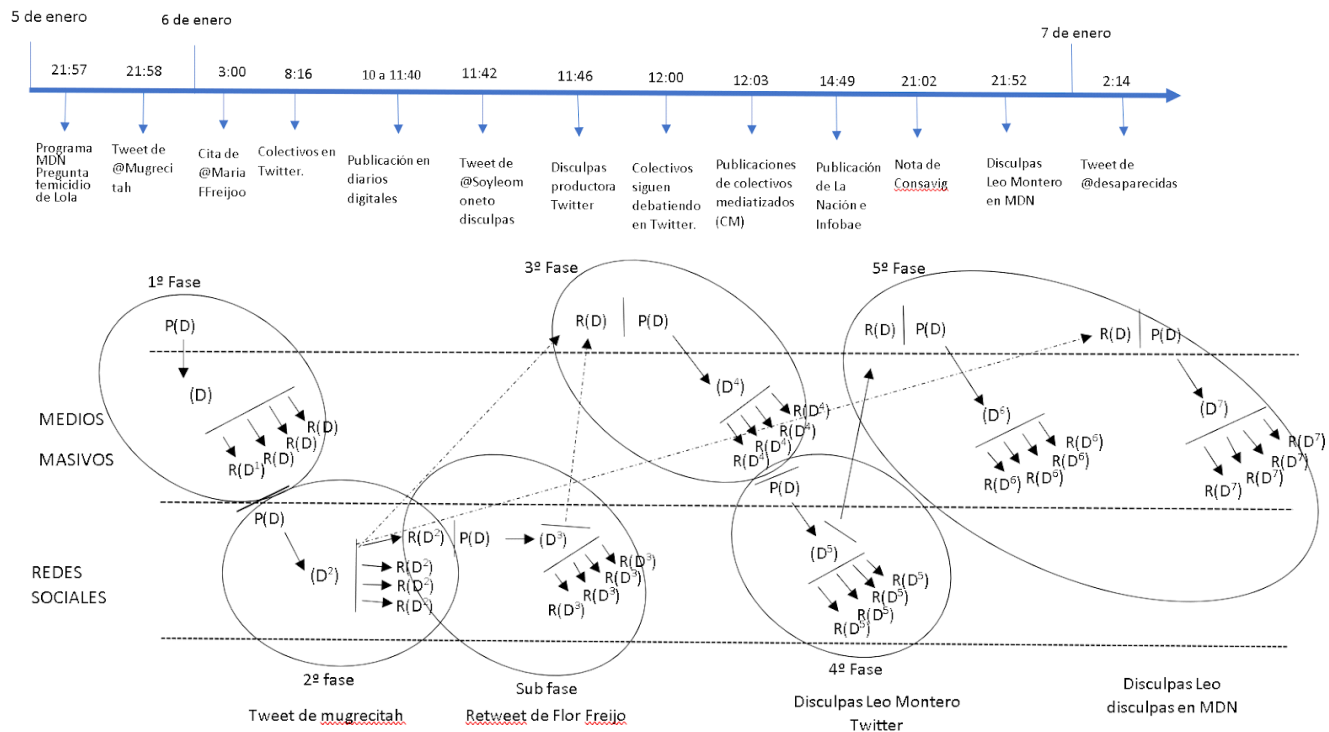 5 de enero
6 de enero
7 de enero
21:57
21:58
3:00
8:16
10 a 11:40
11:42
11:46
12:00
12:03
14:49
21:02
21:52
2:14
Programa
MDN
Pregunta
femicidio
de Lola
Tweet de
@Mugreci
tah
Cita de
@Maria
FFreijoo
Colectivos en
Twitter.
Publicación en
diarios
digitales
Tweet de
@Soyleom
oneto
disculpas
Disculpas
productora
Twitter
Colectivos
siguen
debatiendo
en Twitter.
Publicaciones
de colectivos
mediatizados
(CM)
Publicación
de La
Nación e
Infobae
Nota de
Consavig
Disculpas
Leo Montero
en MDN
Tweet de
@desaparecidas
1º Fase
3º Fase
5º Fase
P(D)
R(D) P(D)
R(D) P(D)
R(D) P(D)
(D)
(D⁴)
(D⁶)
(D⁷)
MEDIOS
MASIVOS
R(D)
R(D)
R(D)
R(D¹)
R(D⁴)
R(D⁴)
R(D⁴)
R(D⁴)
R(D⁶)
R(D⁶)
R(D⁶)
R(D⁶)
R(D⁷)
R(D⁷)
R(D⁷)
R(D⁷)
P(D)
P(D)
R(D²) P(D)
(D³)
(D²)
(D⁵)
REDES
SOCIALES
R(D²)
R(D²)
R(D²)
R(D³)
R(D³)
R(D³)
R(D³)
R(D⁵)
R(D⁵)
R(D⁵)
R(D⁵)
2º fase
Tweet de mugrecitah
Sub fase
Retweet de Flor Freijo
4º Fase
Disculpas Leo Montero
Twitter
Disculpas Leo
disculpas en MDN